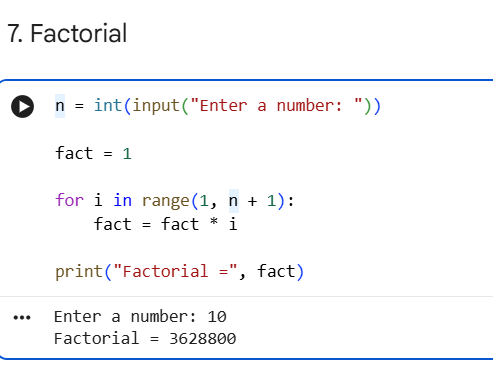 7. Factorial
n = int(input("Enter a number: "))
fact = 1
for i in range(1, n + 1):
    fact = fact * i
print("Factorial =", fact)
Enter a number: 10
Factorial = 3628800